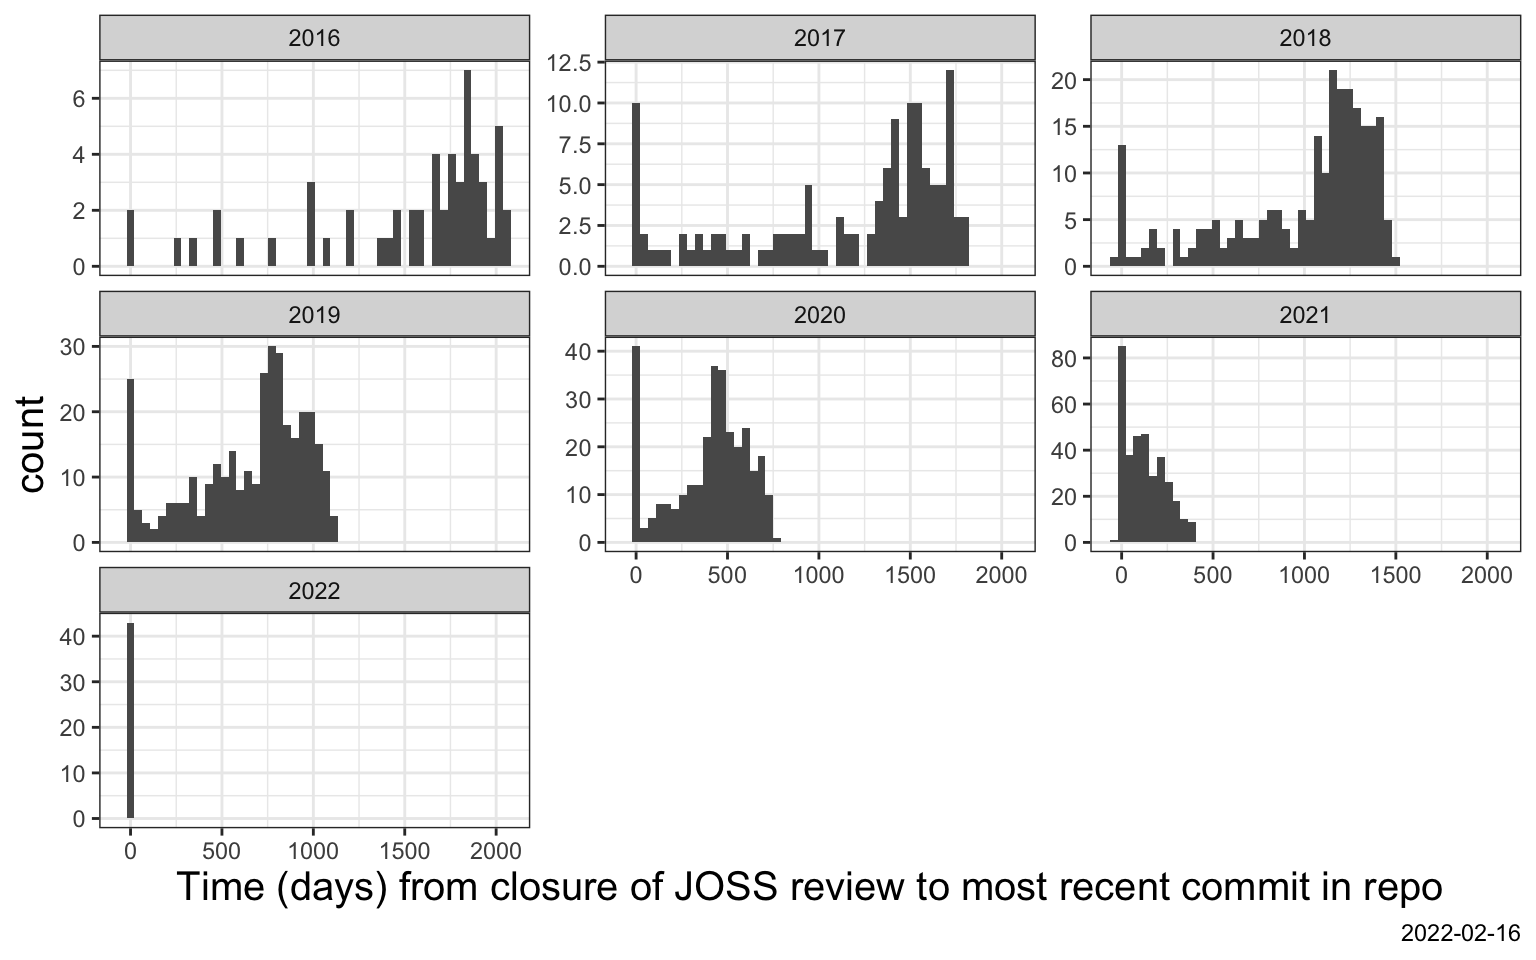 2016 2017 2018
6 4 2 0
12.5 10.0 7.5 5.0 2.5 0.0
20 15 10 5 0
2019 2020 2021
30 20 10 0
40 30 20 10 0
80 60 40 20 0
0 500 1000 1500 2000
0 500 1000 1500 2000
2022
40 30 20 10 0
0 500 1000 1500 2000
count
Time (days) from closure of JOSS review to most recent commit in repo
2022-02-16